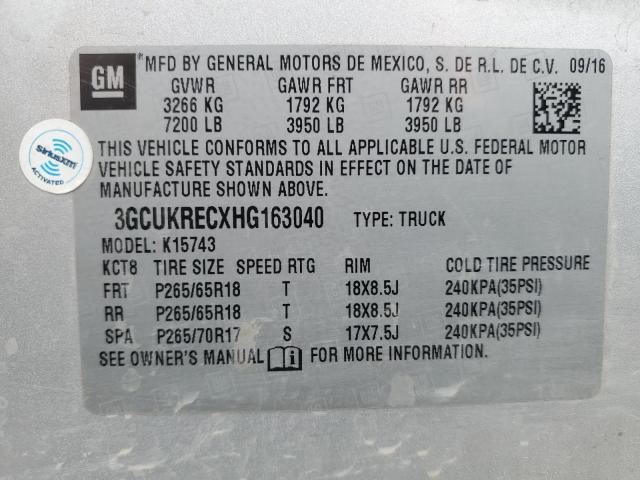 GM
*MFD BY GENERAL MOTORS DE MEXICO, S. DE R.L. DE C.V. 09/16
GVWR GAWR FRT GAWR RR
3266 KG 1792 KG 1792 KG
7200 LB 3950 LB 3950 LB
siriusxm
ACTIVATED
THIS VEHICLE CONFORMS TO ALL APPLICABLE U.S. FEDERAL MOTOR
VEHICLE SAFETY STANDARDS IN EFFECT ON THE DATE OF
MANUFACTURE SHOWN ABOVE.
3GCUKRECXHG163040 TYPE: TRUCK
MODEL: K15743
KCT8 TIRE SIZE SPEED RTG RIM COLD TIRE PRESSURE
FRT P265/65R18 T 18X8.5J 240KPA(35PSI)
RR P265/65R18 T 18X8.5J 240KPA(35PSI)
SPA P265/70R17 S 17X7.5J 240KPA(35PSI)
SEE OWNER'S MANUAL FOR MORE INFORMATION.